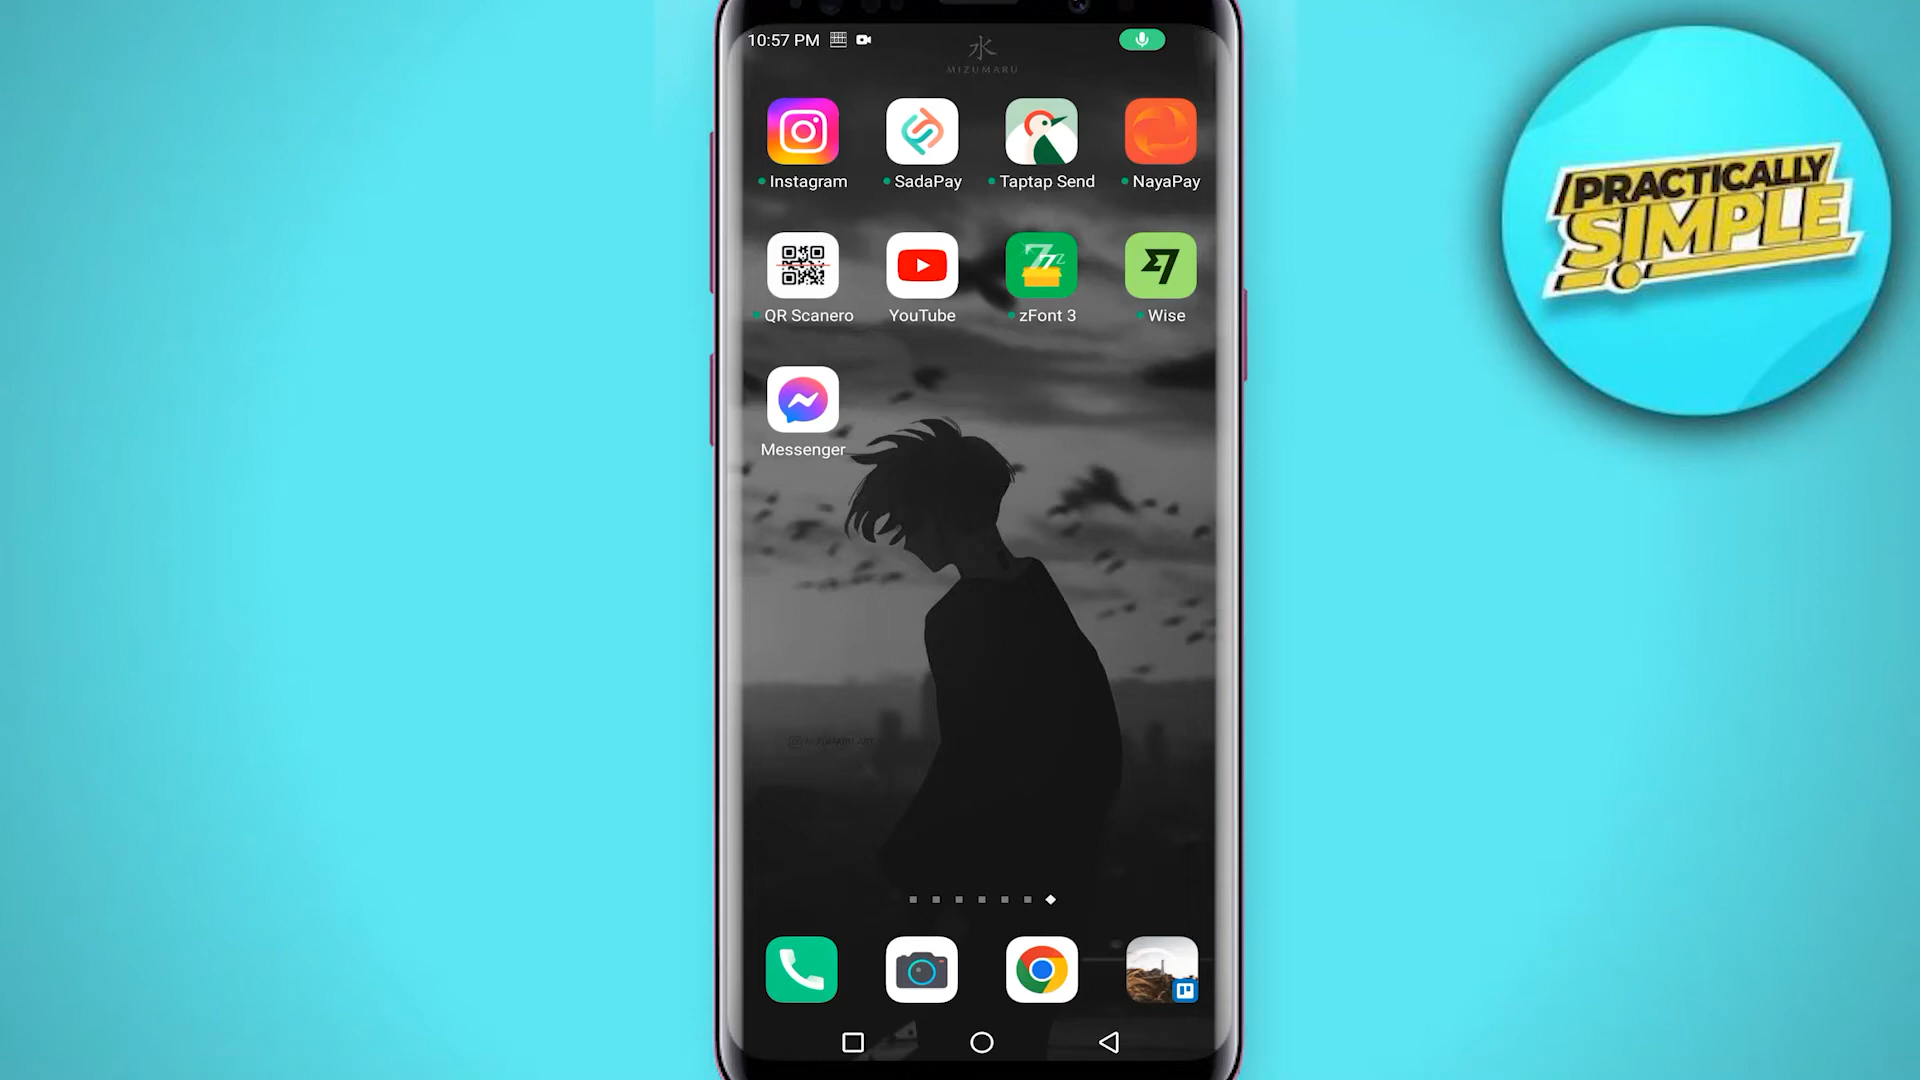 10:57 PM
水
MIZUMARU
Instagram
SadaPay
Taptap Send
NayaPay
QR Scanero
YouTube
zFont 3
Wise
Messenger
PRACTICALLY
SIMPLE